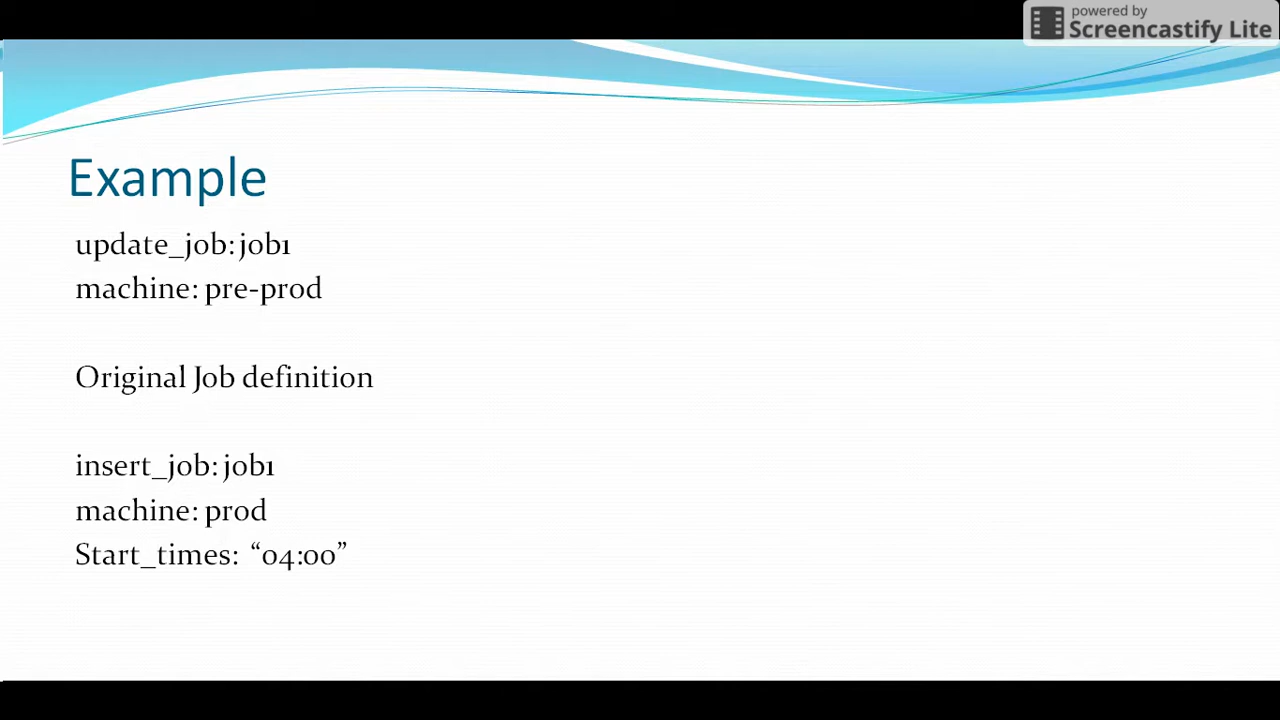 powered by
Screencastify Lite
Example
update_job: job1
machine: pre-prod
Original Job definition
insert_job: job1
machine: prod
Start_times: “04:00”